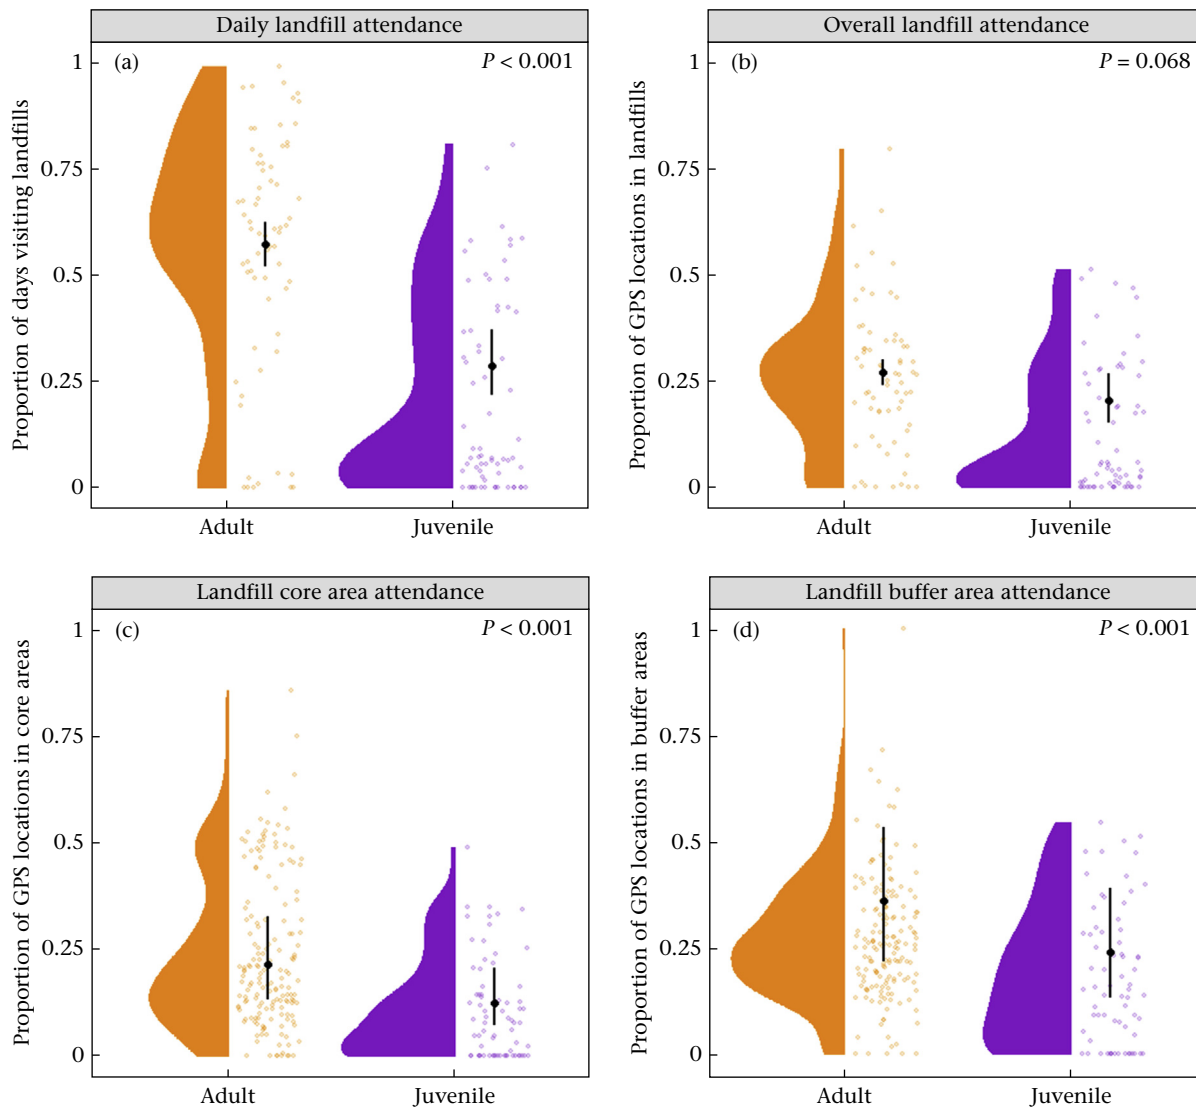 Daily landfill attendance
(a)
P < 0.001
Proportion of days visiting landfills
1
0.75
0.5
0.25
0
Adult
Juvenile
Overall landfill attendance
(b)
P = 0.068
Proportion of GPS locations in landfills
1
0.75
0.5
0.25
0
Adult
Juvenile
Landfill core area attendance
(c)
P < 0.001
Proportion of GPS locations in core areas
1
0.75
0.5
0.25
0
Adult
Juvenile
Landfill buffer area attendance
(d)
P < 0.001
Proportion of GPS locations in buffer areas
1
0.75
0.5
0.25
0
Adult
Juvenile